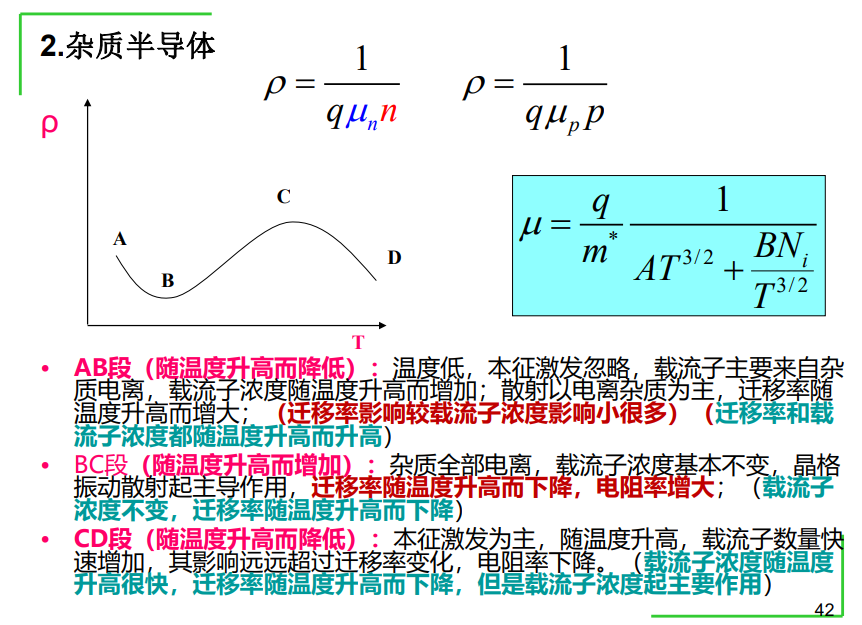 2.杂质半导体
ρ = 1 / qμₙn
ρ = 1 / qμₚp
ρ
C
A
D
B
T
μ = q/m* · 1 / (AT^{3/2} + BNᵢ/T^{3/2})
• AB段（随温度升高而降低）：温度低，本征激发忽略，载流子主要来自杂
质电离，载流子浓度随温度升高而增加；散射以电离杂质为主，迁移率随
温度升高而增大；（迁移率影响较载流子浓度影响小很多）（迁移率和载
流子浓度都随温度升高而升高）
• BC段（随温度升高而增加）：杂质全部电离，载流子浓度基本不变，晶格
振动散射起主导作用，迁移率随温度升高而下降，电阻率增大；（载流子
浓度不变，迁移率随温度升高而下降）
• CD段（随温度升高而降低）：本征激发为主，随温度升高，载流子数量快
速增加，其影响远远超过迁移率变化，电阻率下降。（载流子浓度随温度
升高很快，迁移率随温度升高而下降，但是载流子浓度起主要作用）
42